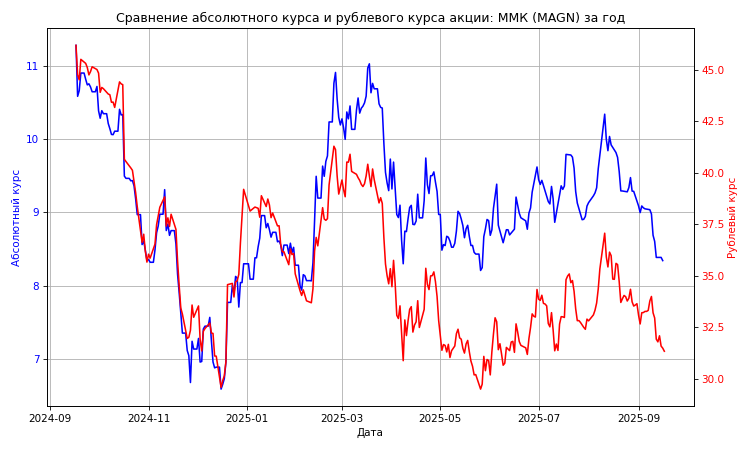 Сравнение абсолютного курса и рублевого курса акции: ММК (MAGN) за год
Абсолютный курс
11
10
9
8
7
45.0
42.5
40.0
37.5
35.0
32.5
30.0
Рублевый курс
2024-09 2024-11 2025-01 2025-03 2025-05 2025-07 2025-09
Дата